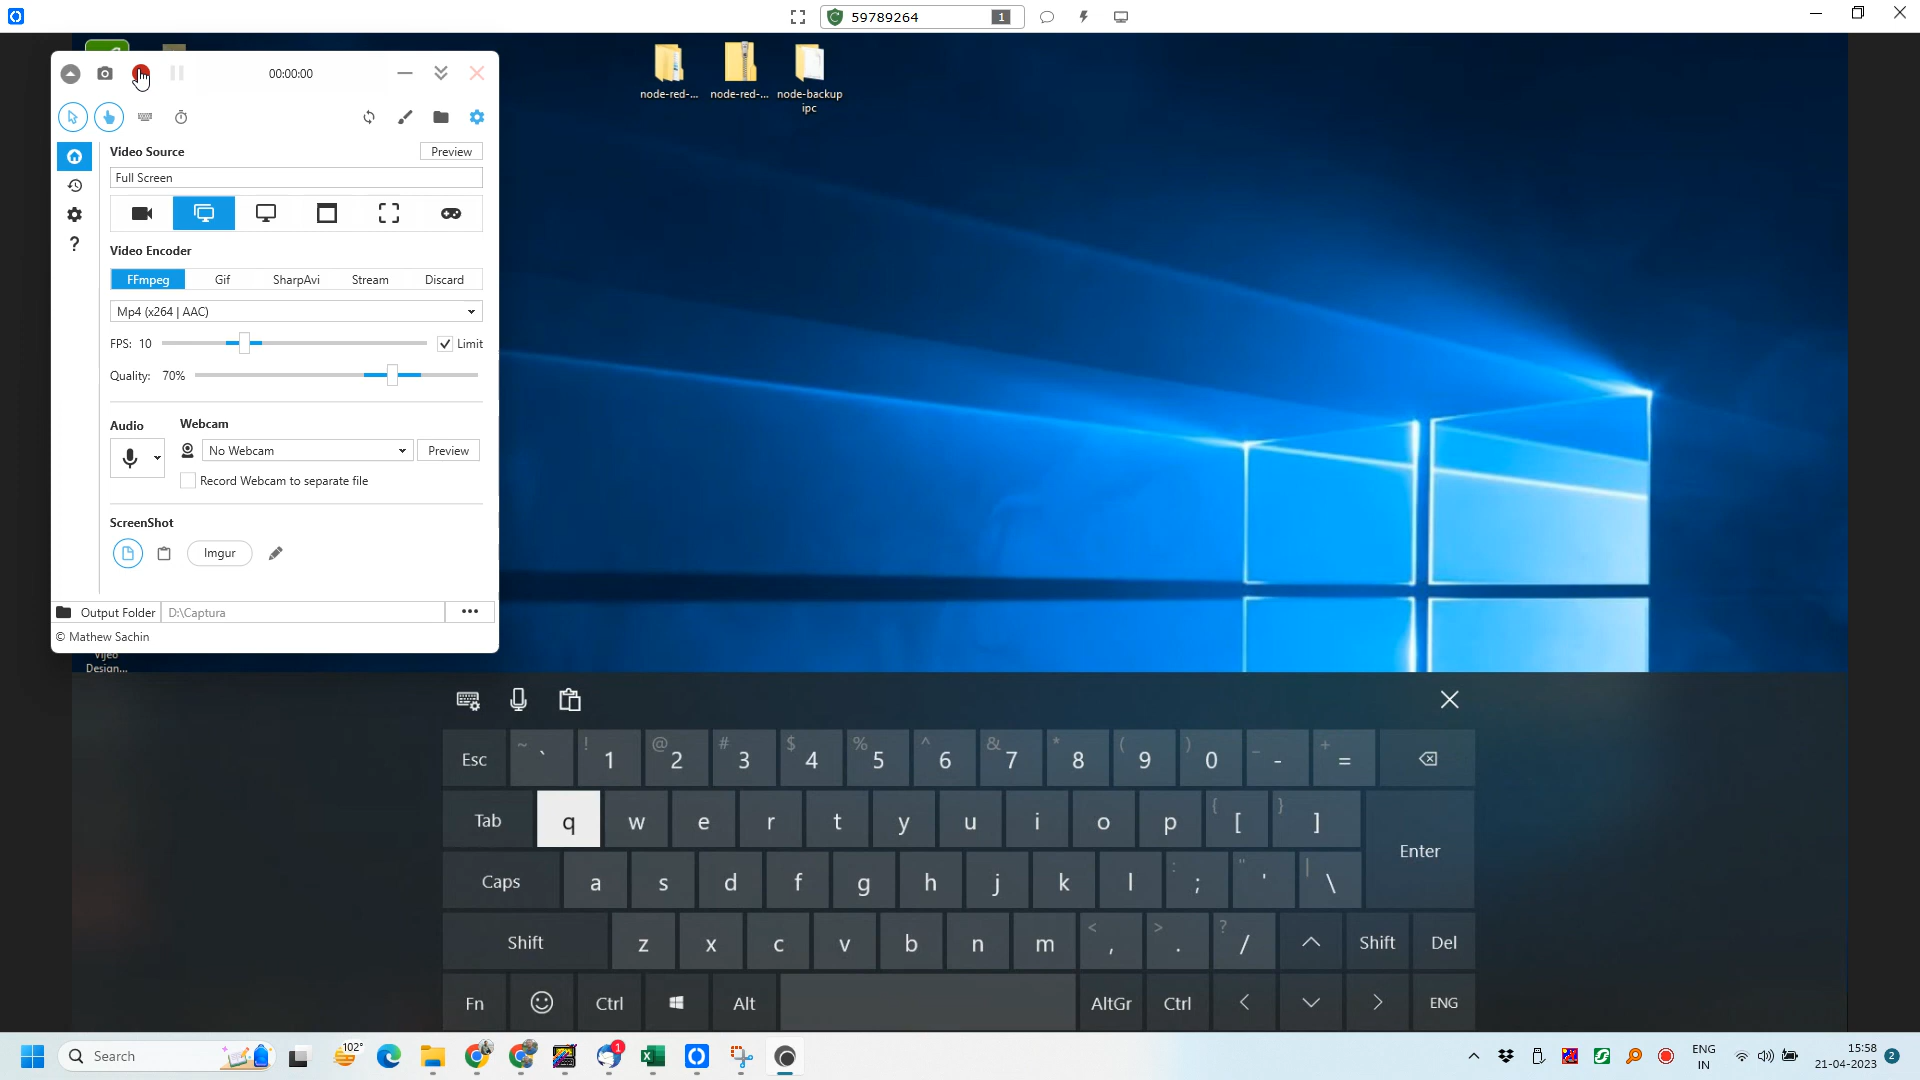 59789264
1
00:00:00
node-red-...
node-red-...
node-backup
ipc
Video Source
Preview
Full Screen
Video Encoder
FFmpeg
Gif
SharpAvi
Stream
Discard
Mp4 (x264 | AAC)
FPS: 10
Limit
Quality: 70%
Audio
Webcam
No Webcam
Preview
Record Webcam to separate file
ScreenShot
Imgur
Output Folder
D:\Captura
...
© Mathew Sachin
Vijeo
Design...
Esc ~ ` ! 1 @ 2 # 3 $ 4 % 5 ^ 6 & 7 * 8 ( 9 ) 0 _ - + =
Tab q w e r t y u i o p { [ } ]
Enter
Caps a s d f g h j k l : ; " ' | \
Shift z x c v b n m < , > . ? / Shift Del
Fn Ctrl Alt AltGr Ctrl ENG
Search
102°
1
ENG
IN
15:58
21-04-2023
2